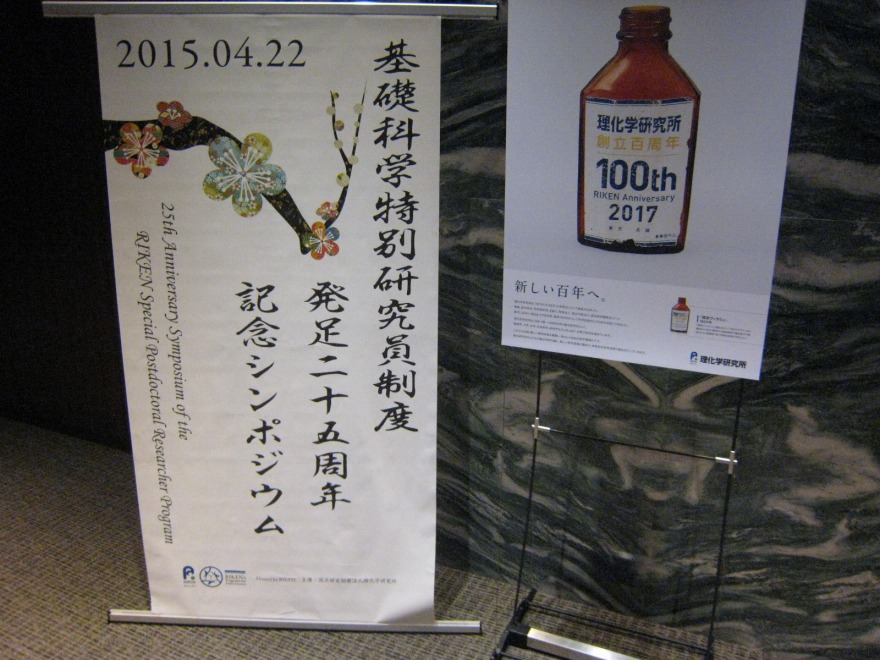 2015.04.22
基礎科学特別研究員制度
発足二十五周年
記念シンポジウム
25th Anniversary Symposium of the
RIKEN Special Postdoctoral Researcher Program
理化学研究所
創立百周年
100th
RIKEN Anniversary
2017
新しい百年へ。
理化学研究所